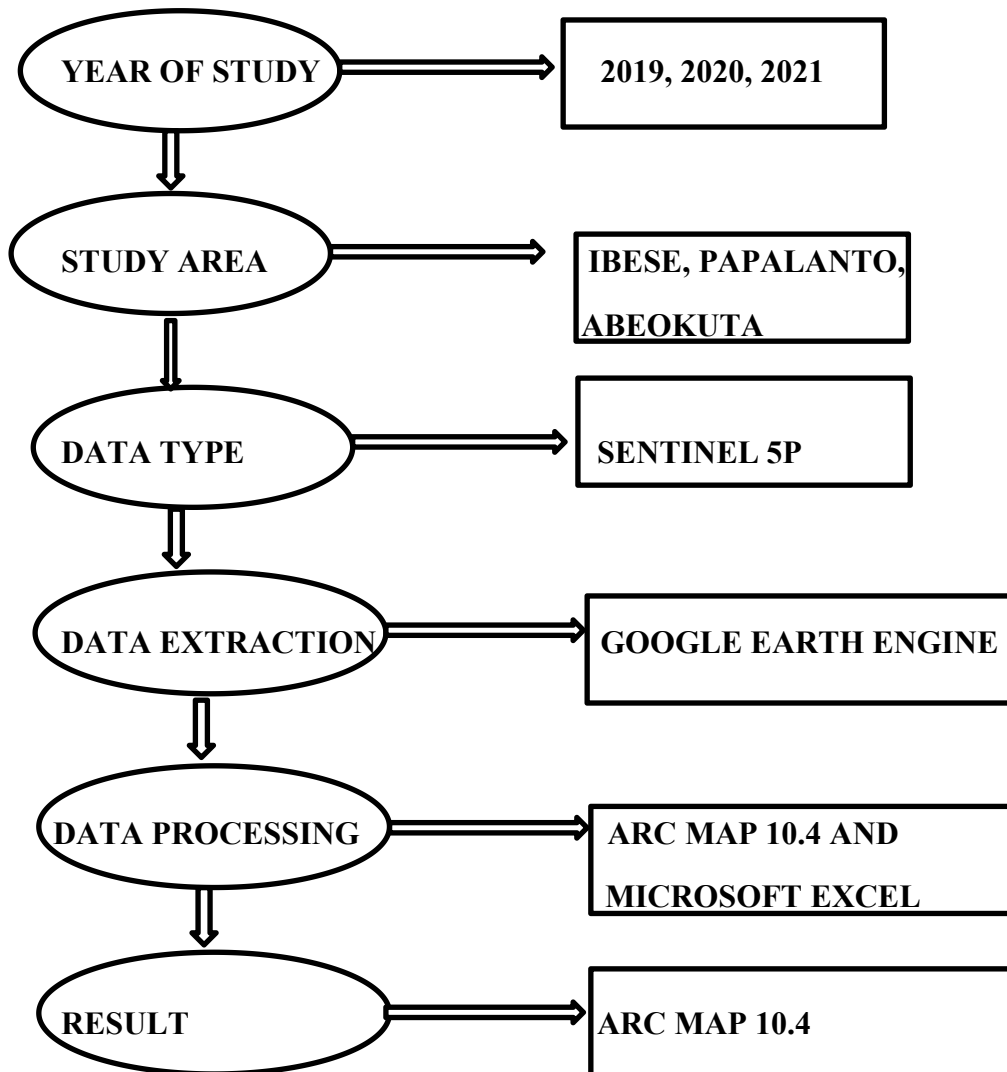 YEAR OF STUDY
2019, 2020, 2021
STUDY AREA
IBESE, PAPALANTO,
ABEOKUTA
DATA TYPE
SENTINEL 5P
DATA EXTRACTION
GOOGLE EARTH ENGINE
DATA PROCESSING
ARC MAP 10.4 AND
MICROSOFT EXCEL
RESULT
ARC MAP 10.4